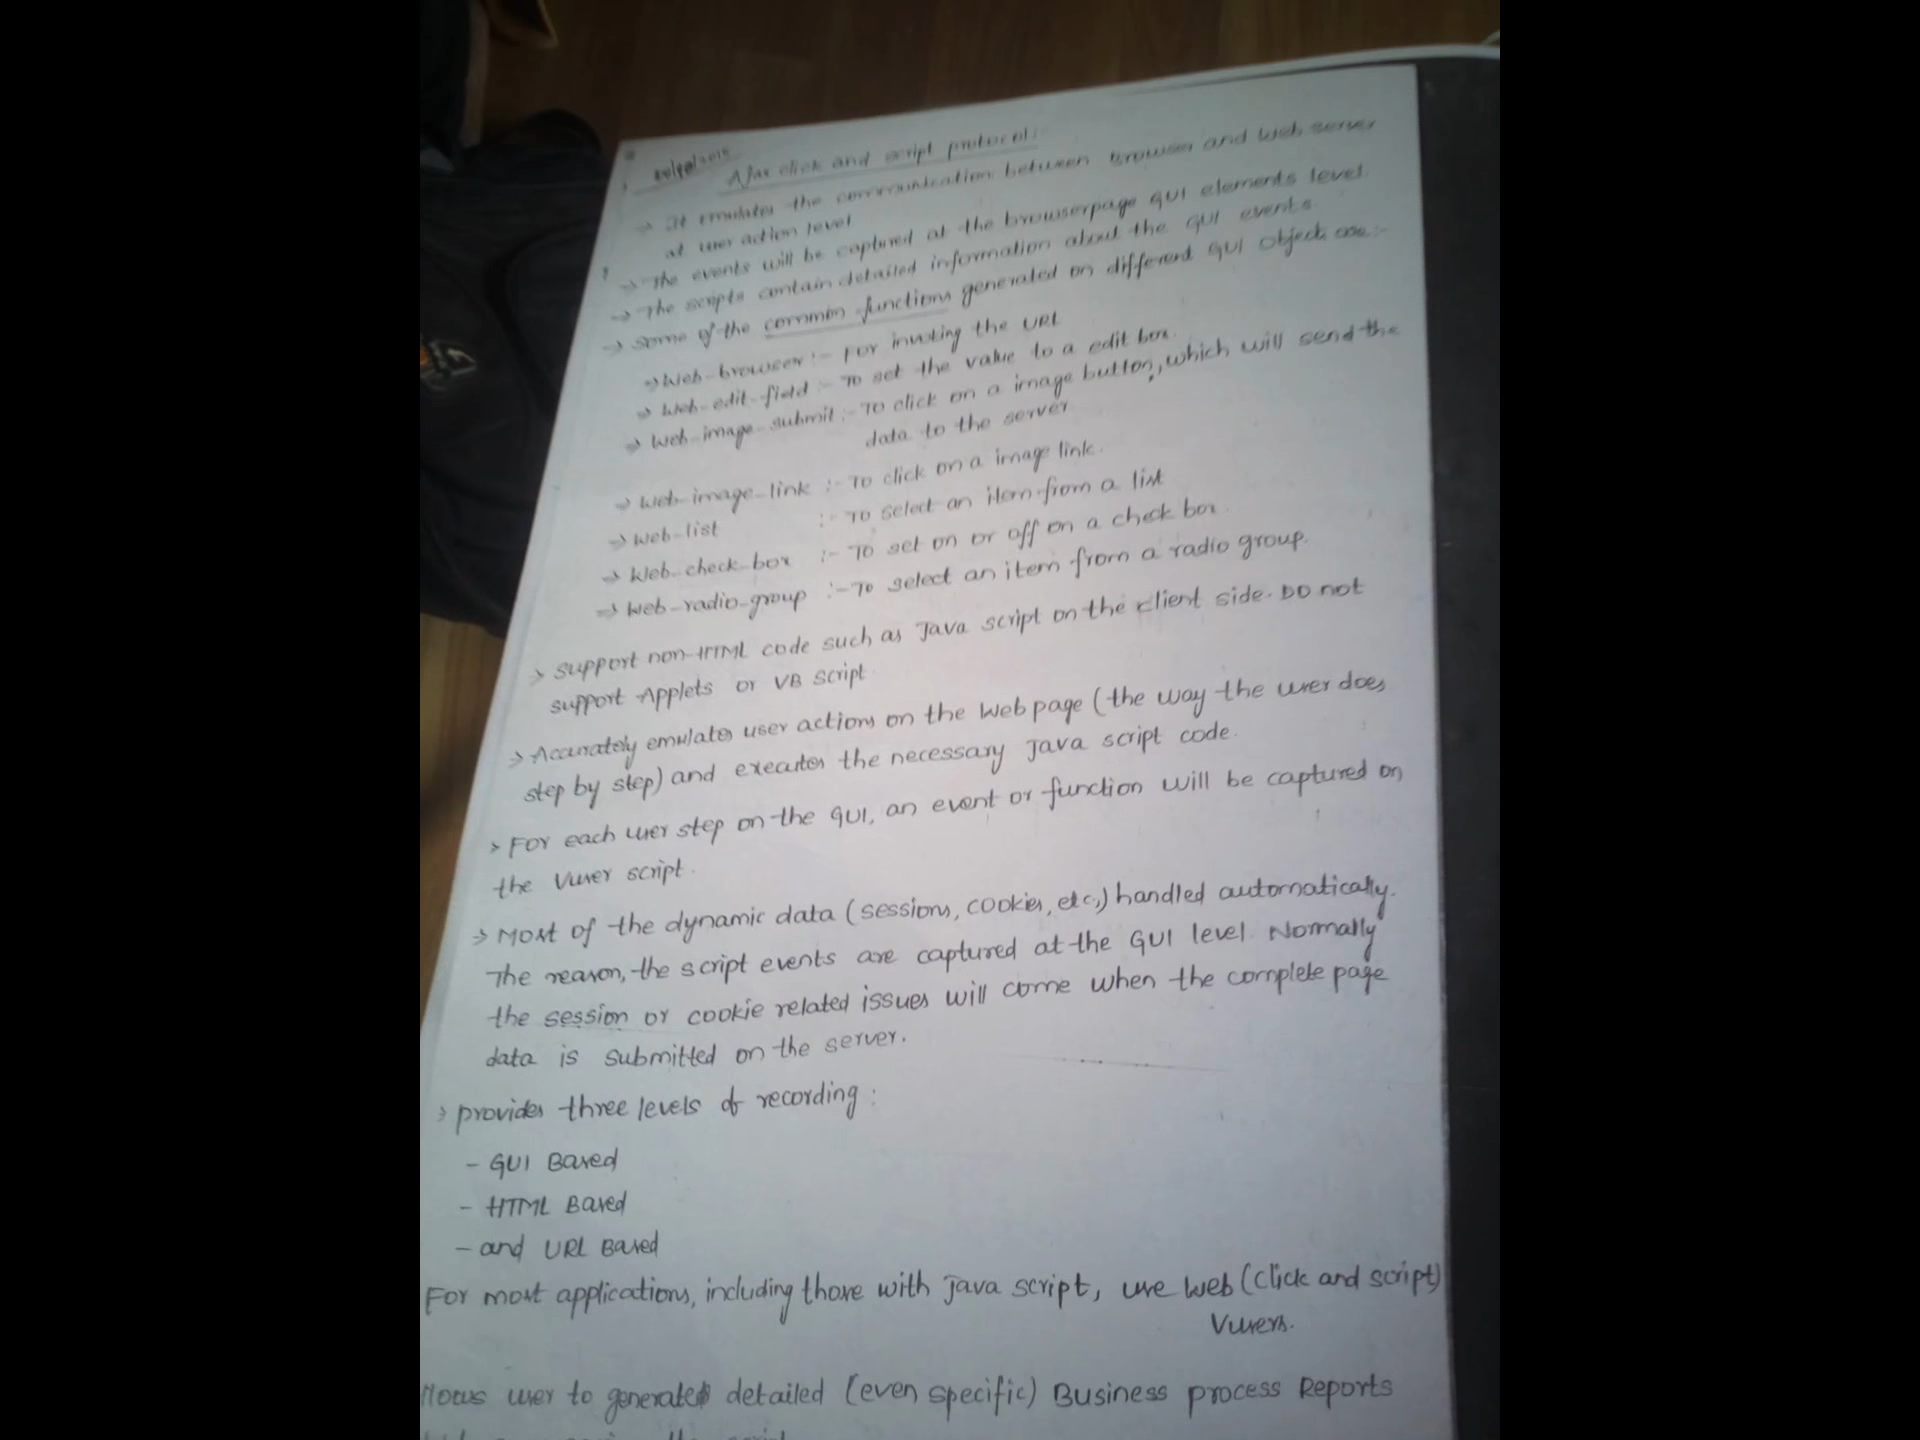 Ajax click and script protocol:-
→ It emulates the communication between browser and web server
at user action level
→ The events will be captured at the browser page GUI elements level.
→ The scripts contain detailed information about the GUI events.
→ Some of the common functions generated on different GUI objects are:-
→ Web-browser :- For invoking the URL
→ Web-edit-field :- To set the value to a edit box.
→ Web-image-submit :- To click on a image button, which will send the
data to the server
→ Web-image-link :- To click on a image link.
→ Web-list :- To select an item from a list
→ Web-check-box :- To set on or off on a check box.
→ Web-radio-group :- To select an item from a radio group.
> support non-HTML code such as Java script on the client side. Do not
support Applets or VB Script
> Accurately emulates user actions on the Web page (the way the user does
step by step) and executes the necessary Java script code.
> For each user step on the GUI, an event or function will be captured on
the Vuser script.
> Most of the dynamic data (sessions, cookies, etc.,) handled automatically.
The reason, the script events are captured at the GUI level. Normally
the session or cookie related issues will come when the complete page
data is submitted on the server.
> provides three levels of recording:
- GUI Based
- HTML Based
- and URL Based
For most applications, including those with Java script, use web (click and script)
Vusers.
llows user to generate detailed (even specific) Business process Reports